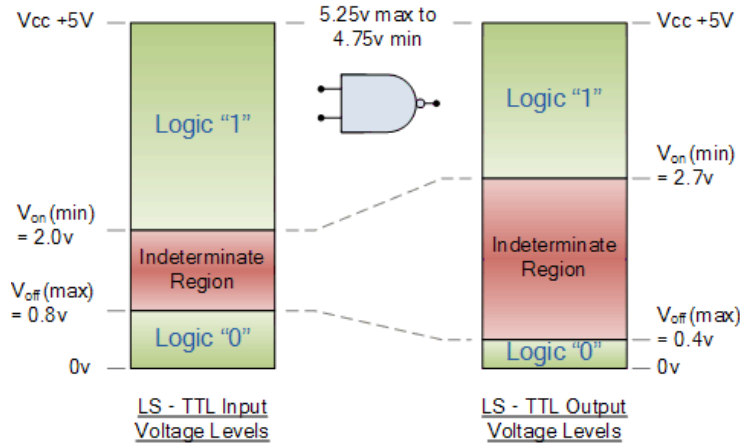 Vcc +5V
Logic “1”
Von (min)
= 2.0v
Indeterminate
Region
Voff (max)
= 0.8v
Logic “0”
0v
LS - TTL Input
Voltage Levels
5.25v max to
4.75v min
Vcc +5V
Logic “1”
Von (min)
= 2.7v
Indeterminate
Region
Voff (max)
= 0.4v
Logic “0”
0v
LS - TTL Output
Voltage Levels